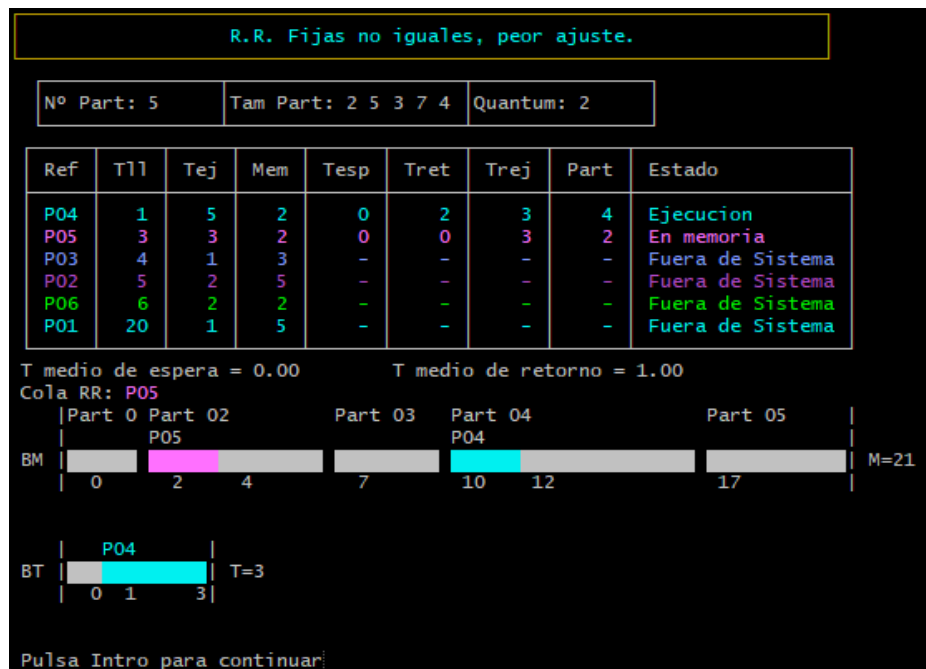 R.R. Fijas no iguales, peor ajuste.
Nº Part: 5 Tam Part: 2 5 3 7 4 Quantum: 2
Ref Tll Tej Mem Tesp Tret Trej Part Estado
P04 1 5 2 0 2 3 4 Ejecucion
P05 3 3 2 0 0 3 2 En memoria
P03 4 1 3 - - - - Fuera de Sistema
P02 5 2 5 - - - - Fuera de Sistema
P06 6 2 2 - - - - Fuera de Sistema
P01 20 1 5 - - - - Fuera de Sistema
T medio de espera = 0.00 T medio de retorno = 1.00
Cola RR: P05
|Part 0 Part 02 Part 03 Part 04 Part 05 |
| P05 P04 |
BM | | M=21
| 0 2 4 7 10 12 17 |
| P04 |
BT | | T=3
| 0 1 3|
Pulsa Intro para continuar